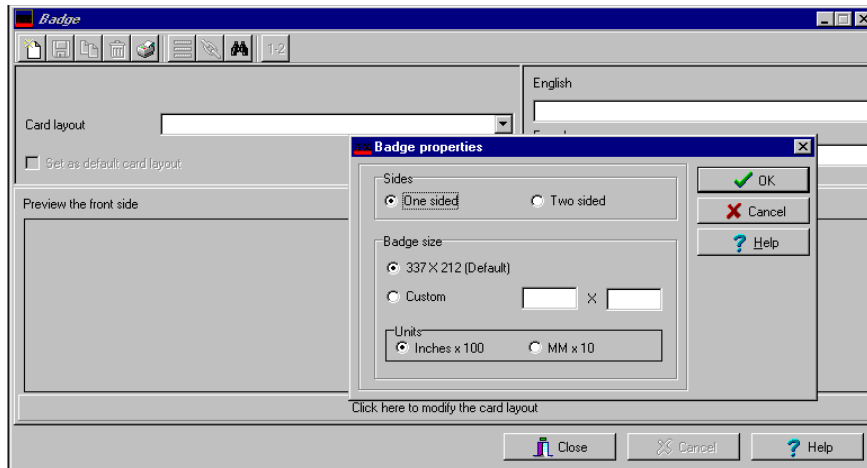 Badge
1-2
English
Card layout
Set as default card layout
Preview the front side
Badge properties
Sides
One sided
Two sided
Badge size
337 X 212 (Default)
Custom
X
Units
Inches x 100
MM x 10
OK
Cancel
Help
Click here to modify the card layout
Close
Cancel
Help